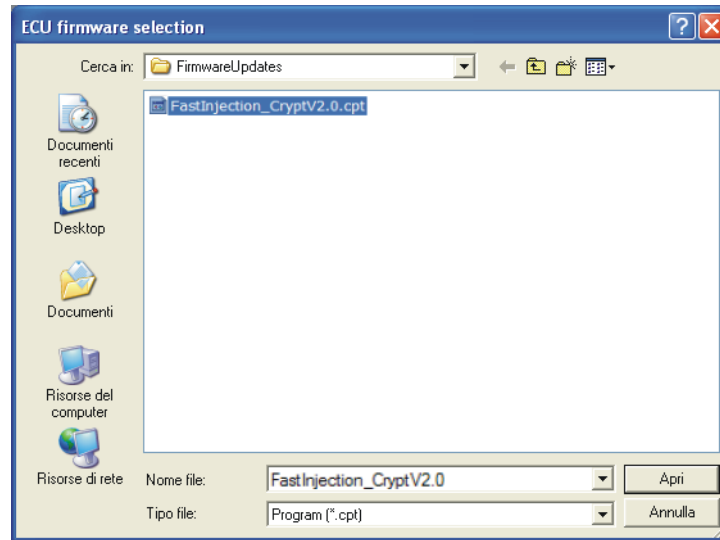 ECU firmware selection
Cerca in:
FirmwareUpdates
FastInjection_CryptV2.0.cpt
Documenti
recenti
Desktop
Documenti
Risorse del
computer
Risorse di rete
Nome file:
FastInjection_CryptV2.0
Apri
Tipo file:
Program (*.cpt)
Annulla